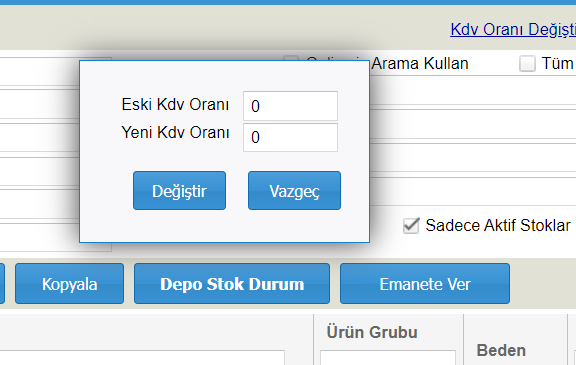 Kdv Oranı Değişti
Arama Kullan
Tüm
Eski Kdv Oranı 0
Yeni Kdv Oranı 0
Değiştir Vazgeç
Sadece Aktif Stoklar
Kopyala Depo Stok Durum Emanete Ver
Ürün Grubu
Beden